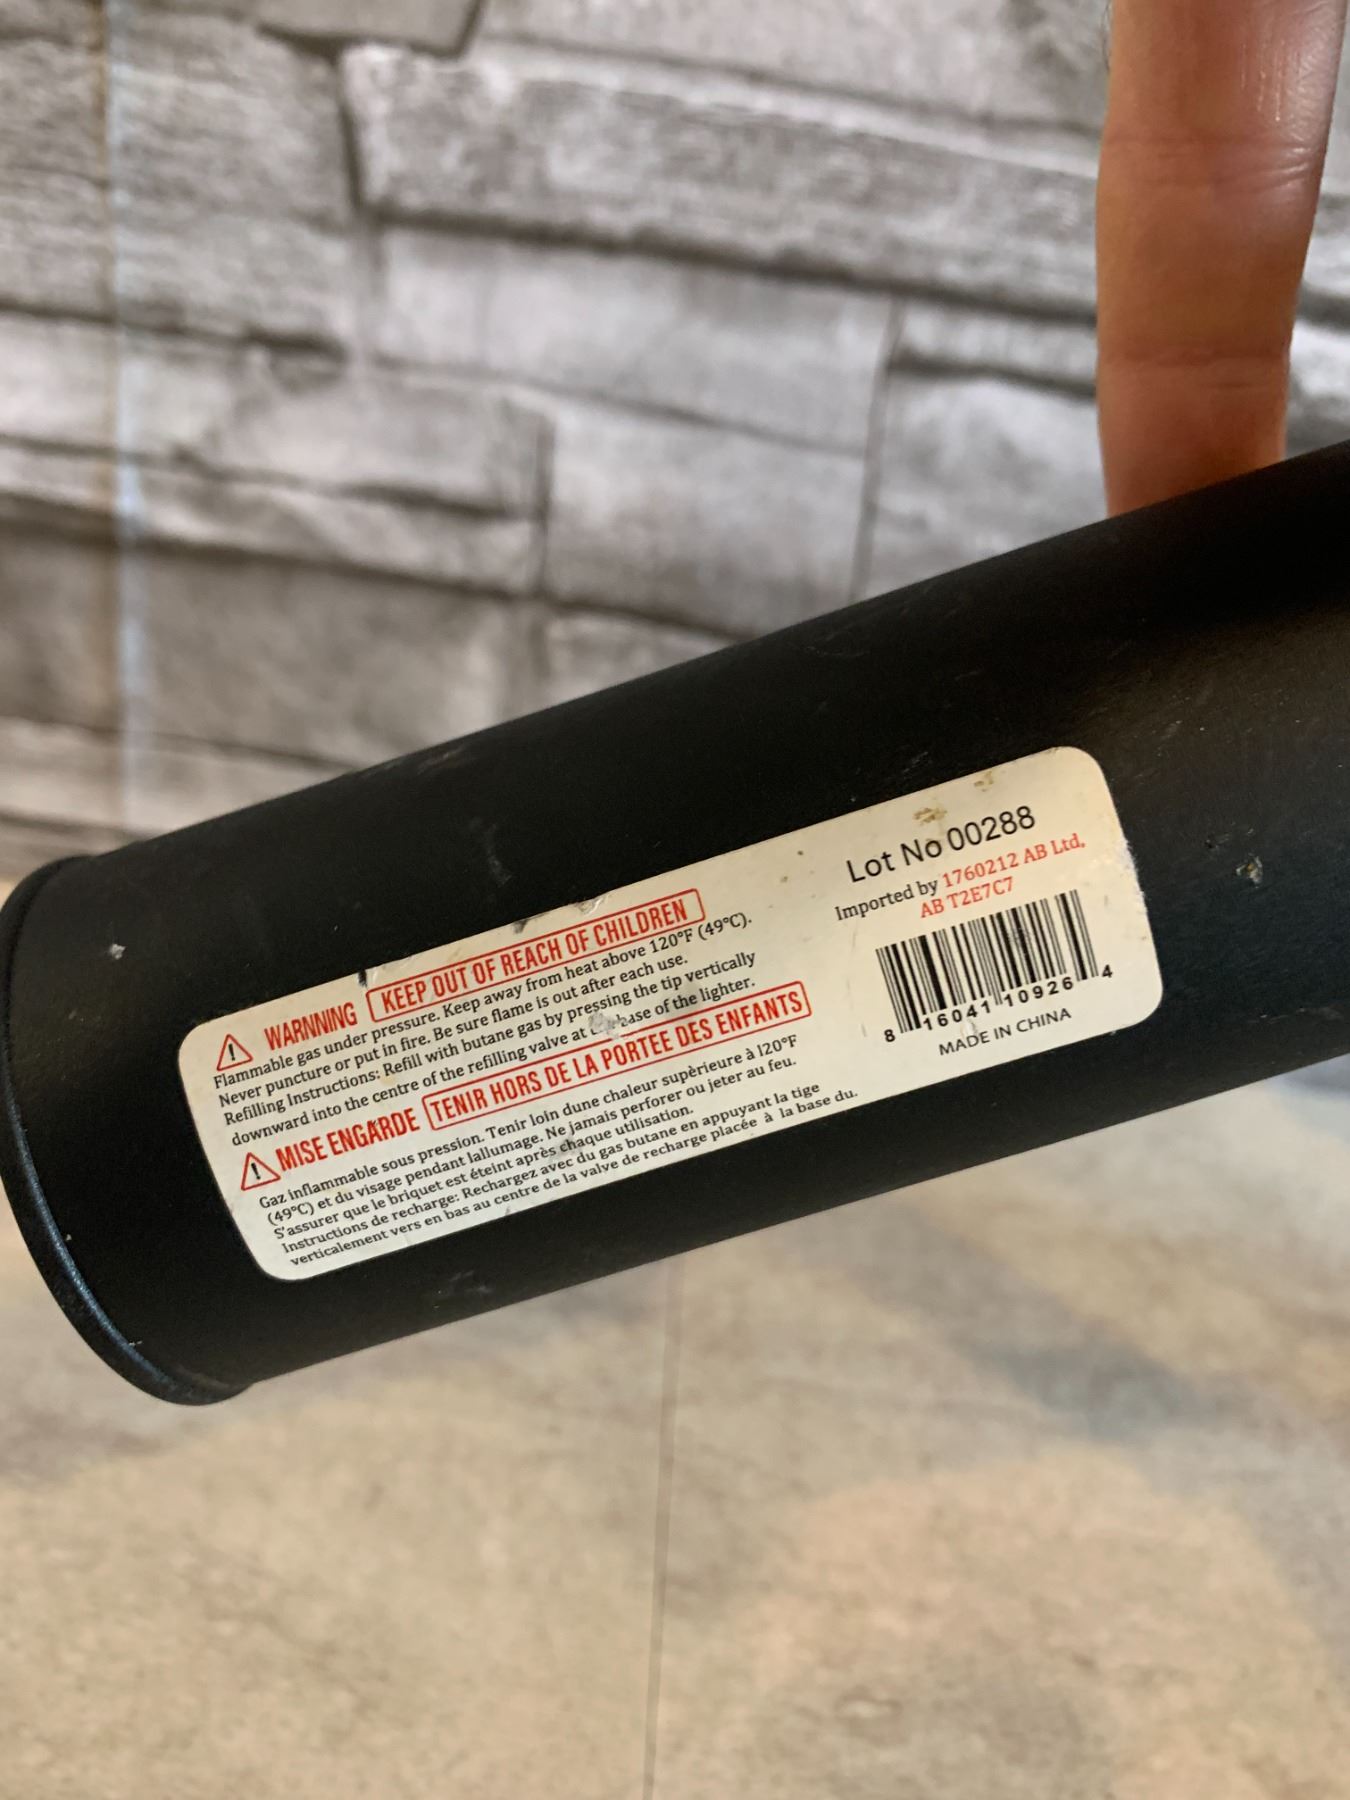 WARNNING KEEP OUT OF REACH OF CHILDREN
Flammable gas under pressure. Keep away from heat above 120°F (49°C).
Never puncture or put in fire. Be sure flame is out after each use.
Refilling Instructions: Refill with butane gas by pressing the tip vertically
downward into the centre of the refilling valve at base of the lighter.
MISE ENGARDE TENIR HORS DE LA PORTEE DES ENFANTS
Gaz inflammable sous pression. Tenir loin dune chaleur supèrieure à 120°F
(49°C) et du visage pendant lallumage. Ne jamais perforer ou jeter au feu.
S'assurer que le briquet est éteint après chaque utilisation.
Instructions de recharge: Rechargez avec du gas butane en appuyant la tige
verticalement vers en bas au centre de la valve de recharge placée à la base du.
Lot No 00288
Imported by 1760212 AB Ltd,
AB T2E7C7
8 16041 10926 4
MADE IN CHINA